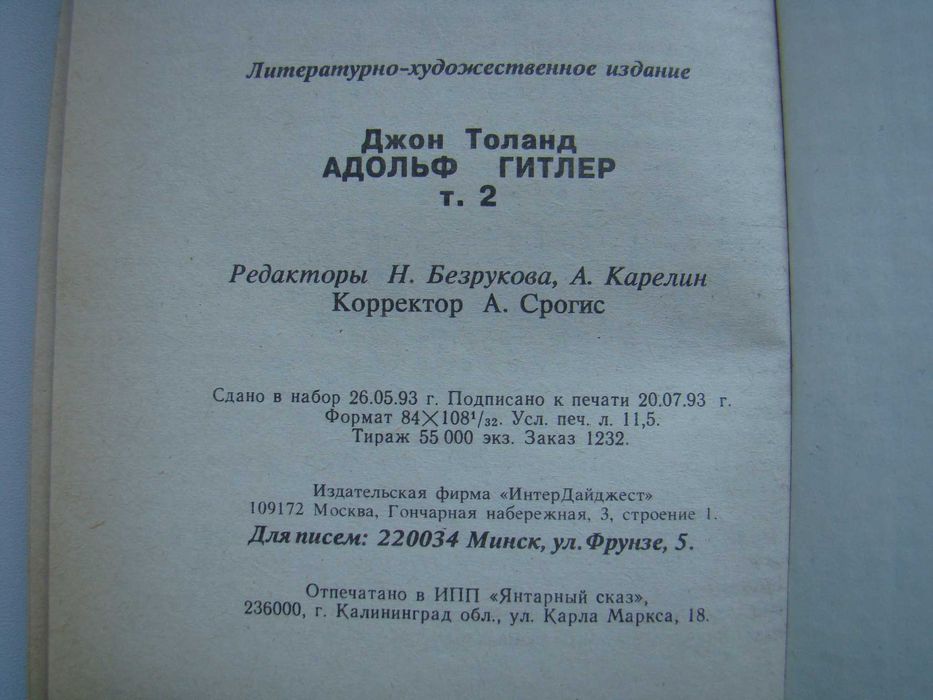 Литературно-художественное издание
Джон Толанд
АДОЛЬФ ГИТЛЕР
т. 2
Редакторы Н. Безрукова, А. Карелин
Корректор А. Срогис
Сдано в набор 26.05.93 г. Подписано к печати 20.07.93 г.
Формат 84×108¹/₃₂. Усл. печ. л. 11,5.
Тираж 55 000 экз. Заказ 1232.
Издательская фирма «ИнтерДайджест»
109172 Москва, Гончарная набережная, 3, строение 1.
Для писем: 220034 Минск, ул. Фрунзе, 5.
Отпечатано в ИПП «Янтарный сказ»,
236000, г. Калининград обл., ул. Карла Маркса, 18.